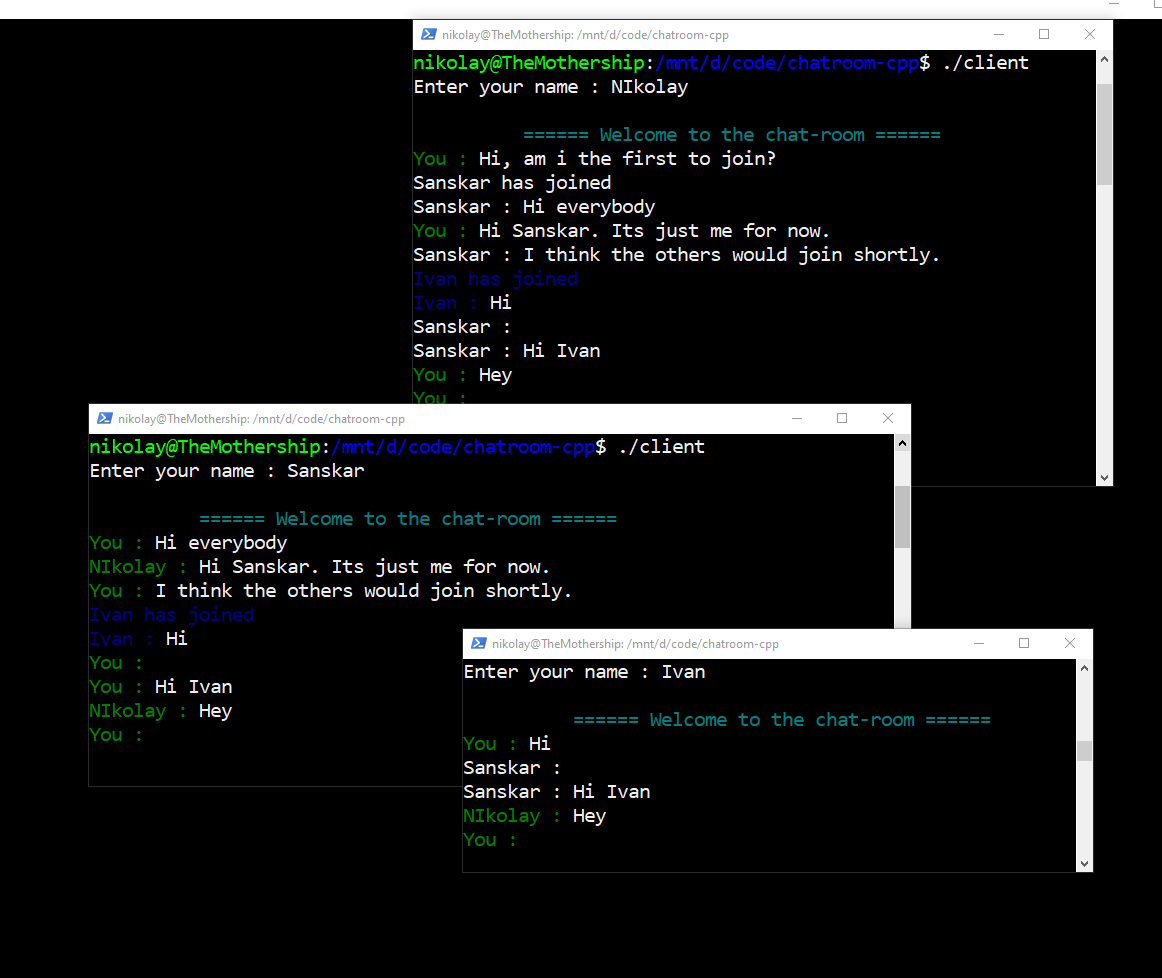 nikolay@TheMothership: /mnt/d/code/chatroom-cpp
nikolay@TheMothership:/mnt/d/code/chatroom-cpp$ ./client
Enter your name : NIkolay
====== Welcome to the chat-room ======
You : Hi, am i the first to join?
Sanskar has joined
Sanskar : Hi everybody
You : Hi Sanskar. Its just me for now.
Sanskar : I think the others would join shortly.
Ivan has joined
Ivan : Hi
Sanskar :
Sanskar : Hi Ivan
You : Hey
You :
nikolay@TheMothership: /mnt/d/code/chatroom-cpp
nikolay@TheMothership:/mnt/d/code/chatroom-cpp$ ./client
Enter your name : Sanskar
====== Welcome to the chat-room ======
You : Hi everybody
NIkolay : Hi Sanskar. Its just me for now.
You : I think the others would join shortly.
Ivan has joined
Ivan : Hi
You :
You : Hi Ivan
NIkolay : Hey
You :
nikolay@TheMothership: /mnt/d/code/chatroom-cpp
Enter your name : Ivan
====== Welcome to the chat-room ======
You : Hi
Sanskar :
Sanskar : Hi Ivan
NIkolay : Hey
You :